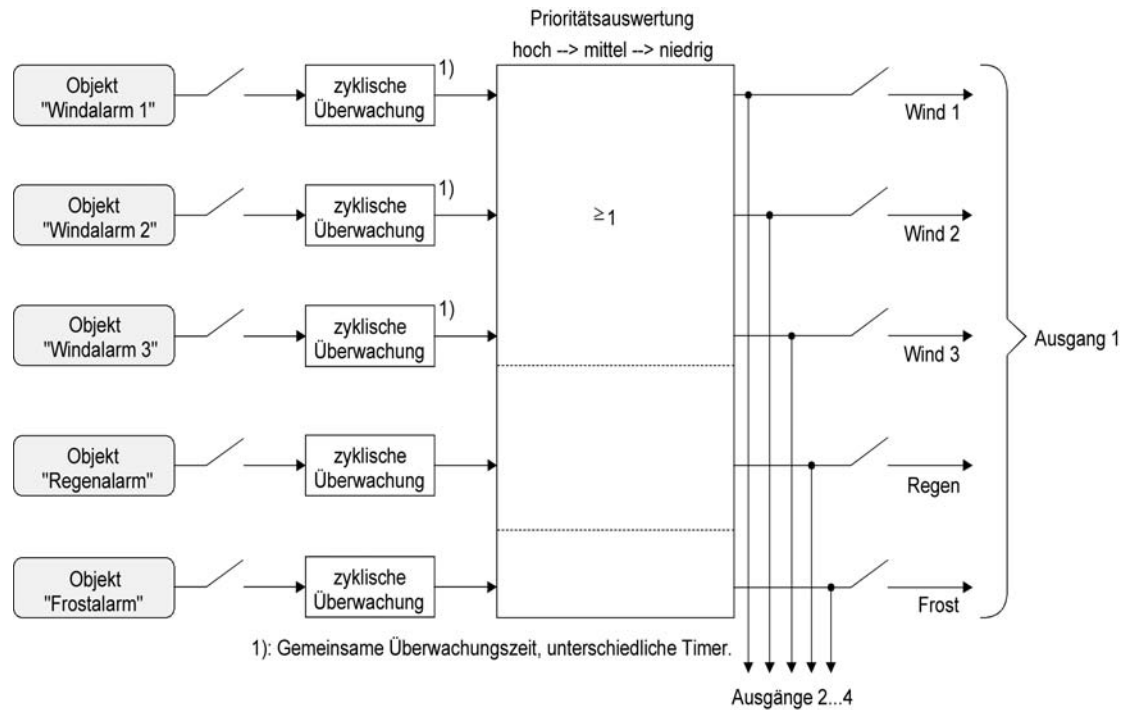 Prioritätsauswertung
hoch --> mittel --> niedrig
Objekt
"Windalarm 1"
zyklische
Überwachung
1)
Wind 1
Objekt
"Windalarm 2"
zyklische
Überwachung
1)
≥1
Wind 2
Objekt
"Windalarm 3"
zyklische
Überwachung
1)
Wind 3
Ausgang 1
Objekt
"Regenalarm"
zyklische
Überwachung
Regen
Objekt
"Frostalarm"
zyklische
Überwachung
Frost
1): Gemeinsame Überwachungszeit, unterschiedliche Timer.
Ausgänge 2...4